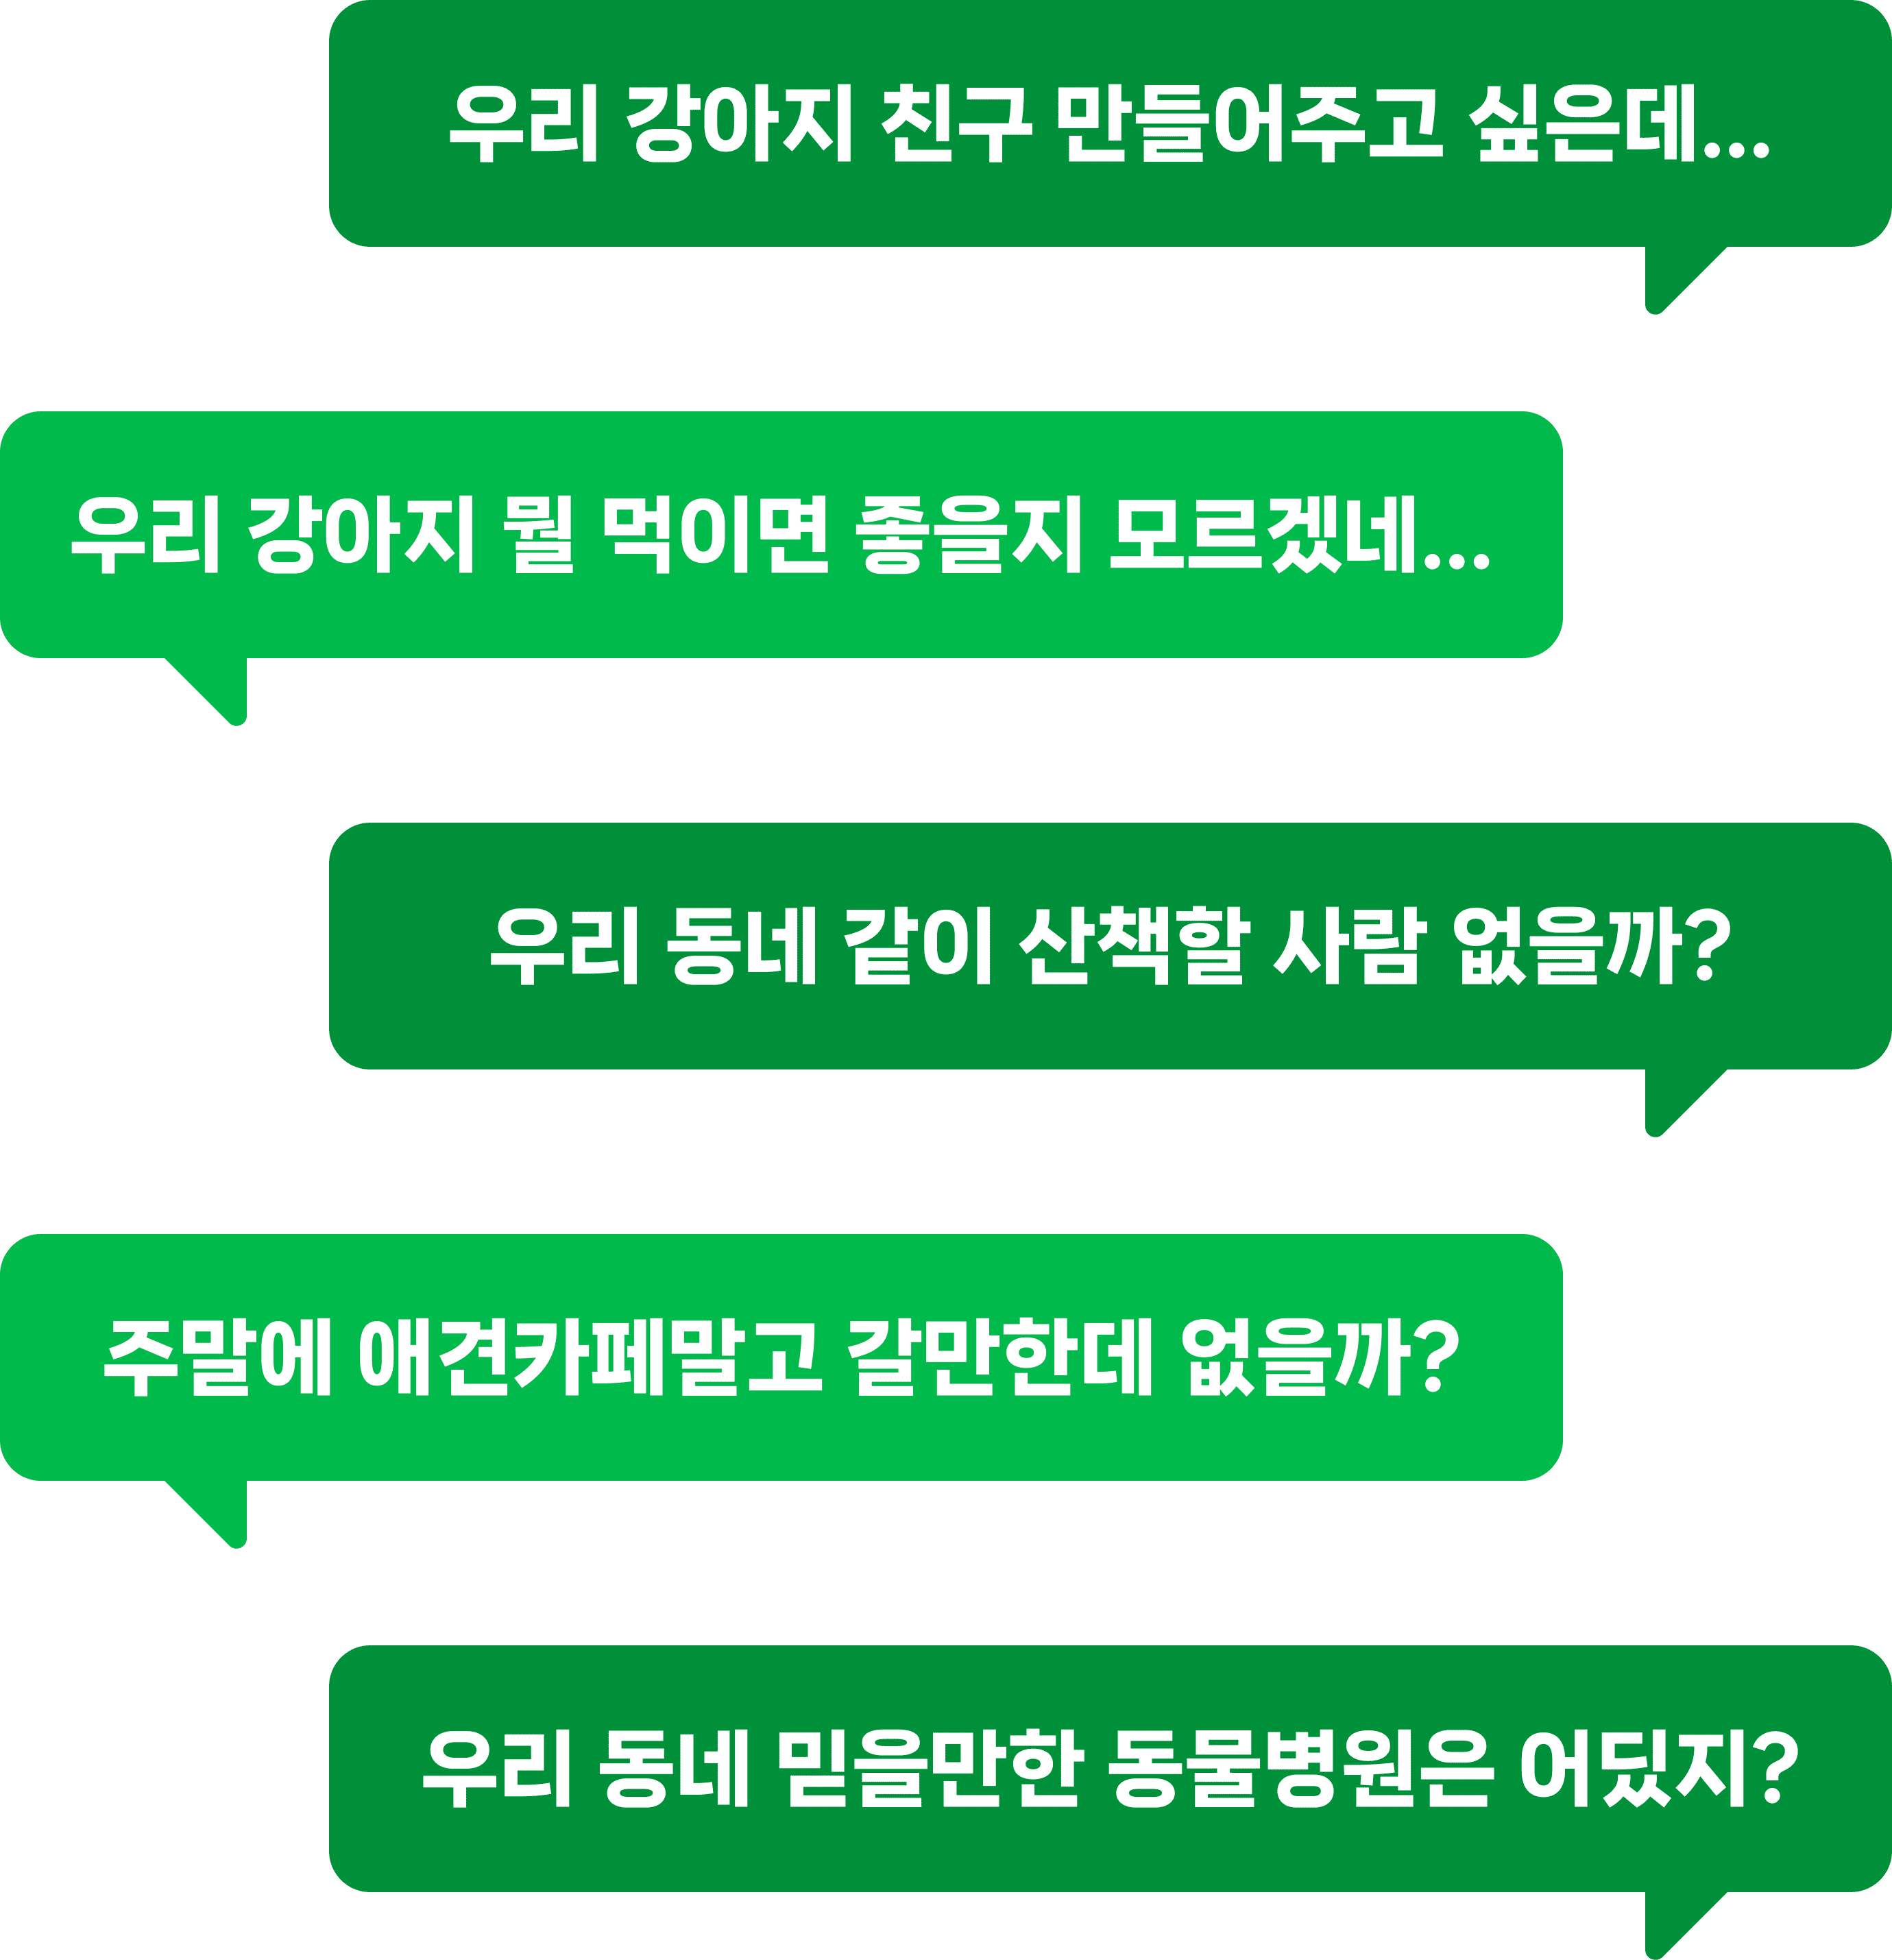 우리 강아지 친구 만들어주고 싶은데...
우리 강아지 뭘 먹이면 좋을지 모르겠네...
우리 동네 같이 산책할 사람 없을까?
주말에 애견카페말고 갈만한데 없을까?
우리 동네 믿을만한 동물병원은 어딨지?